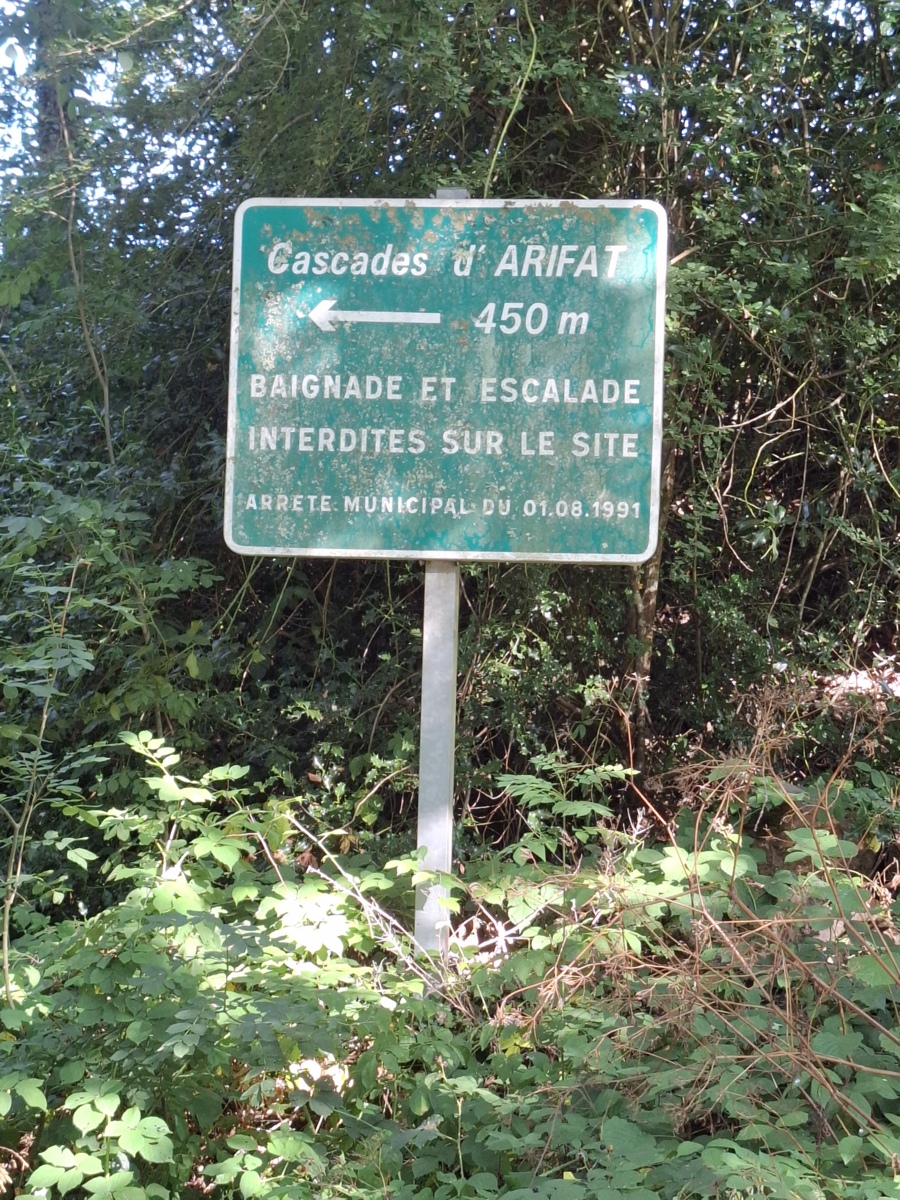 Cascades d' ARIFAT
← 450 m
BAIGNADE ET ESCALADE
INTERDITES SUR LE SITE
ARRETE MUNICIPAL DU 01.08.1991